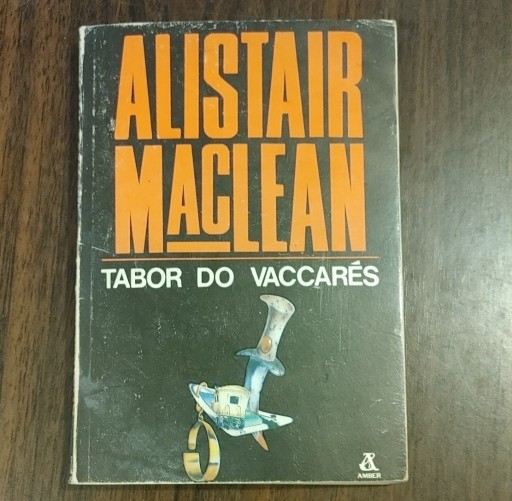 ALISTAIR
MACLEAN
TABOR DO VACCARÉS
AMBER